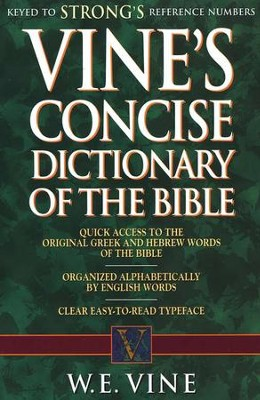 KEYED TO STRONG'S REFERENCE NUMBERS
VINE'S
CONCISE
DICTIONARY
OF THE BIBLE
QUICK ACCESS TO THE
ORIGINAL GREEK AND HEBREW WORDS
OF THE BIBLE
ORGANIZED ALPHABETICALLY
BY ENGLISH WORDS
CLEAR EASY-TO-READ TYPEFACE
V
W.E. VINE